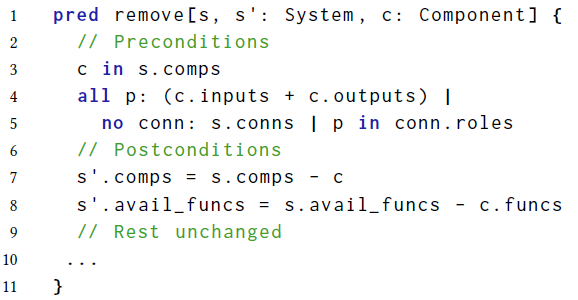 1 pred remove[s, s': System, c: Component] {
2 // Preconditions
3 c in s.comps
4 all p: (c.inputs + c.outputs) |
5 no conn: s.conns | p in conn.roles
6 // Postconditions
7 s'.comps = s.comps - c
8 s'.avail_funcs = s.avail_funcs - c.funcs
9 // Rest unchanged
10 ...
11 }